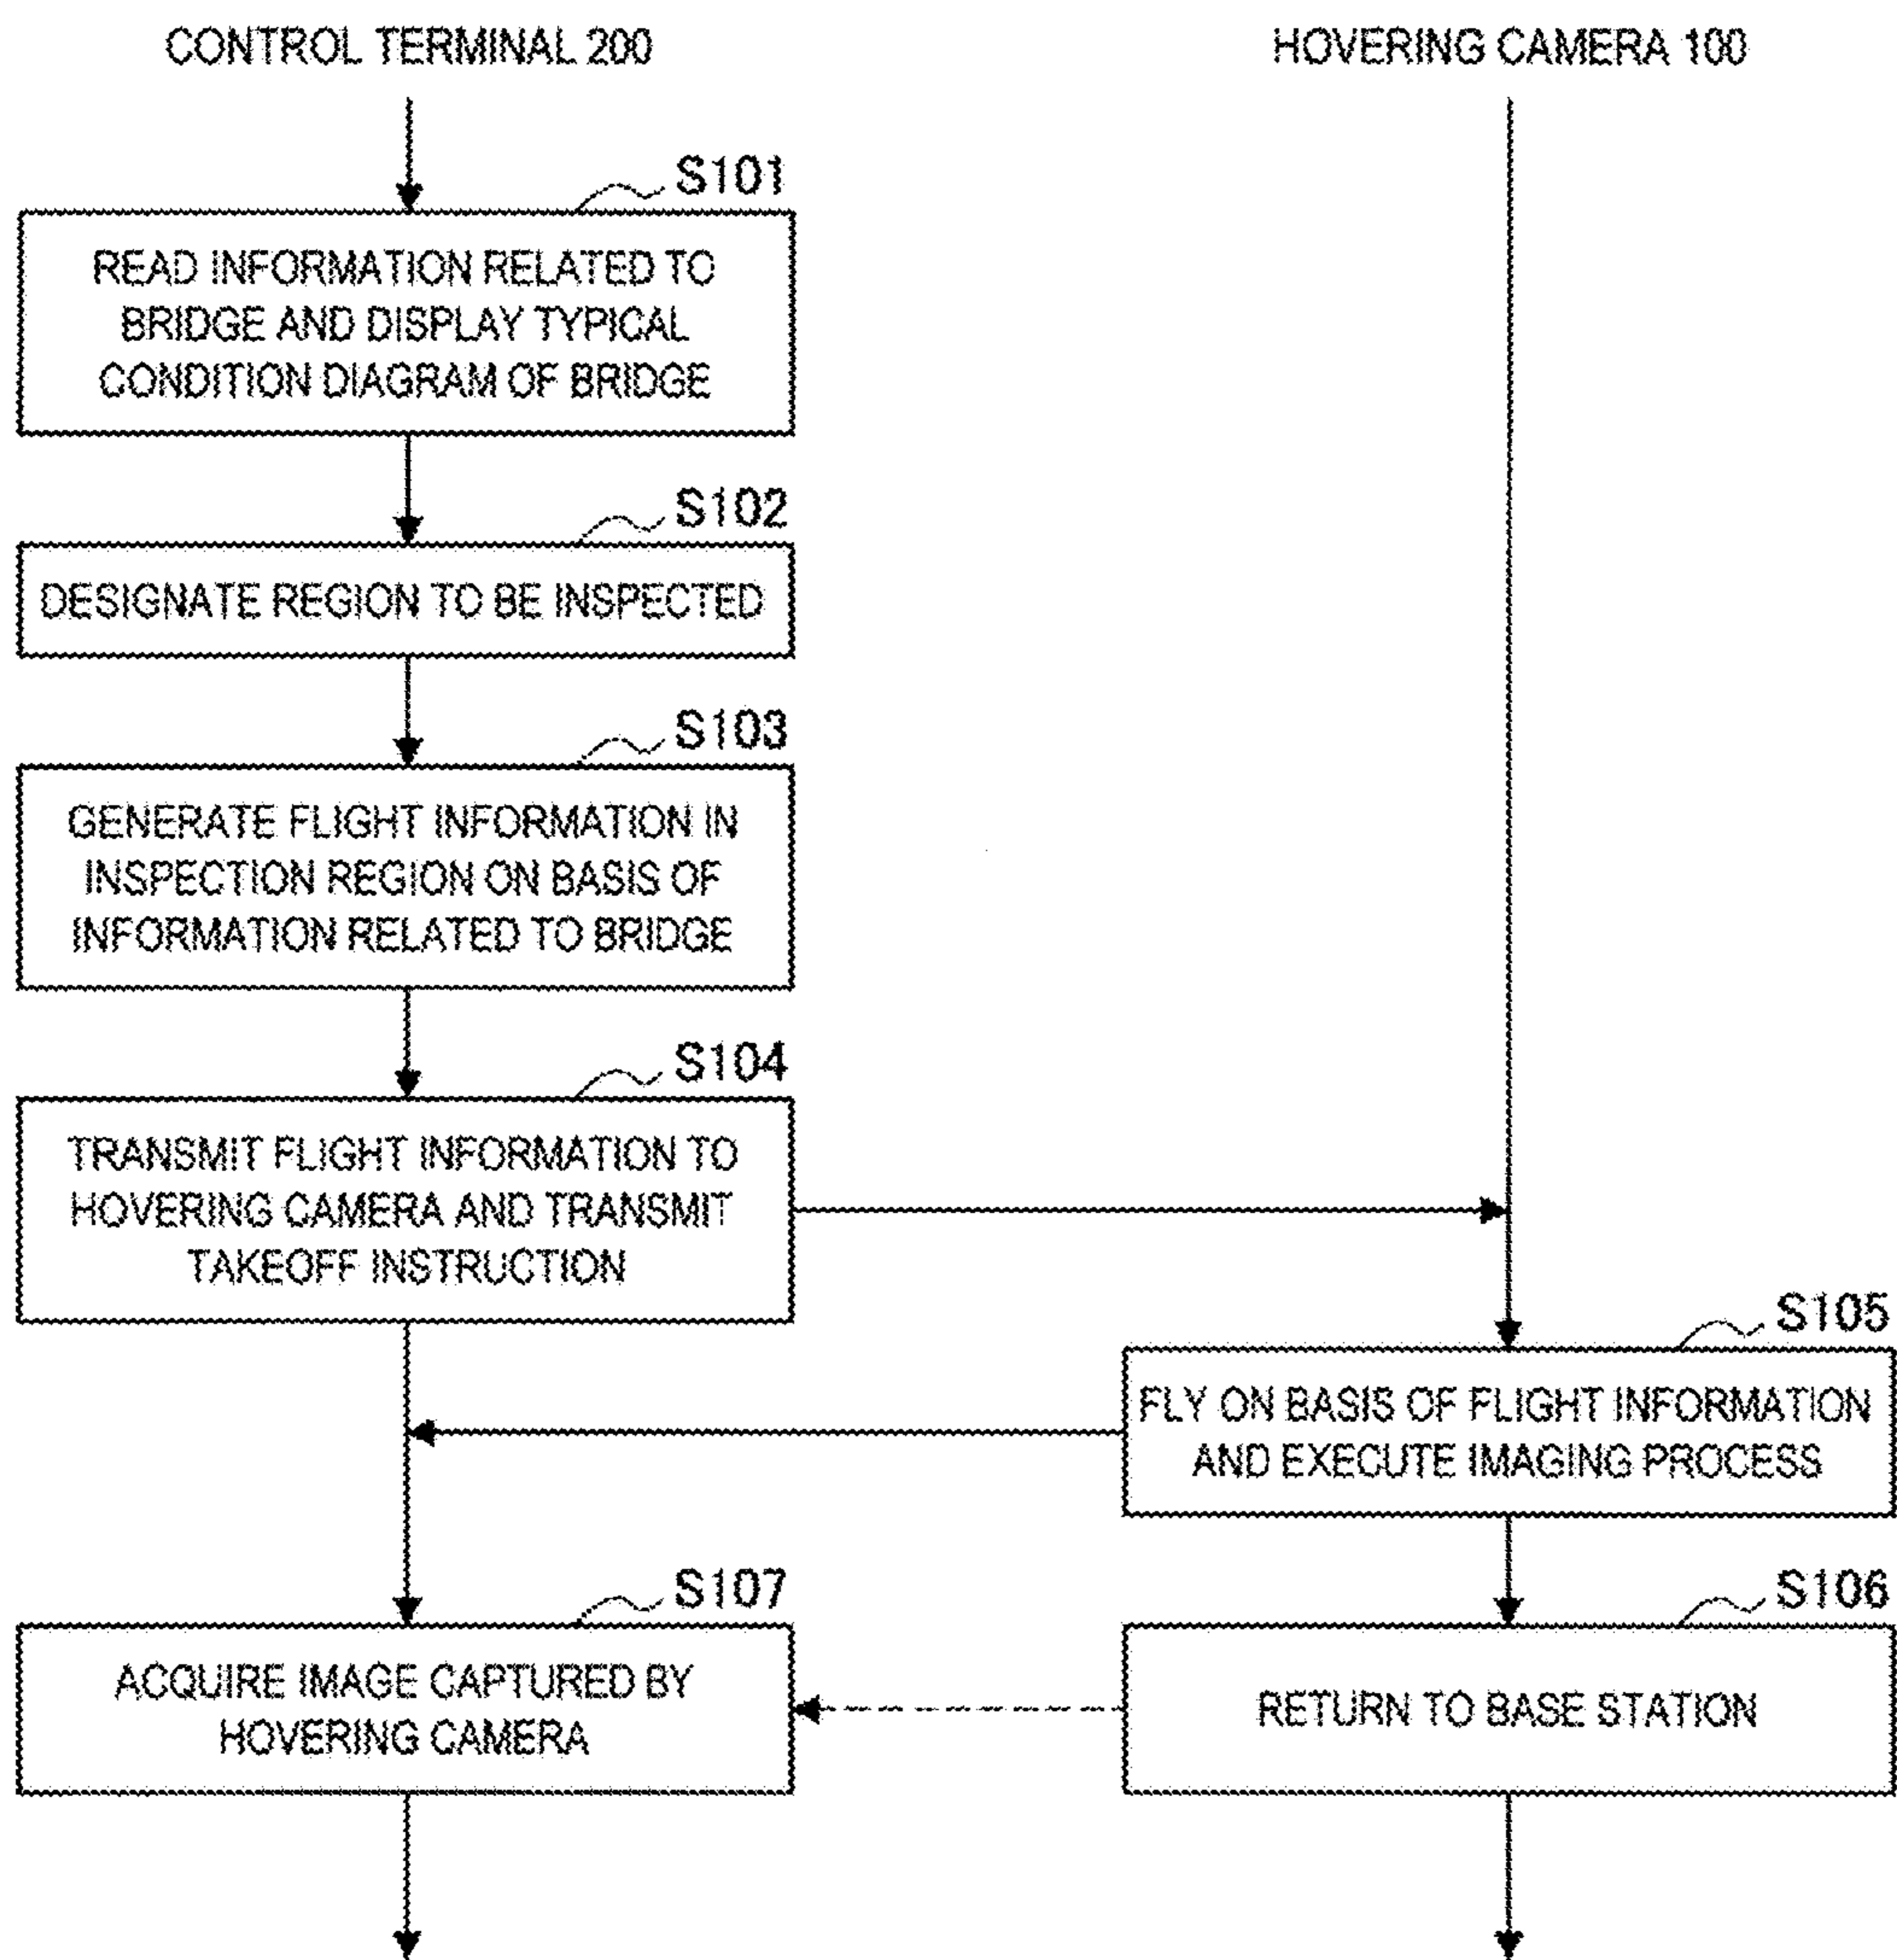 CONTROL TERMINAL 200
HOVERING CAMERA 100
S101
READ INFORMATION RELATED TO
BRIDGE AND DISPLAY TYPICAL
CONDITION DIAGRAM OF BRIDGE
S102
DESIGNATE REGION TO BE INSPECTED
S103
GENERATE FLIGHT INFORMATION IN
INSPECTION REGION ON BASIS OF
INFORMATION RELATED TO BRIDGE
S104
TRANSMIT FLIGHT INFORMATION TO
HOVERING CAMERA AND TRANSMIT
TAKEOFF INSTRUCTION
S105
FLY ON BASIS OF FLIGHT INFORMATION
AND EXECUTE IMAGING PROCESS
S107
ACQUIRE IMAGE CAPTURED BY
HOVERING CAMERA
S106
RETURN TO BASE STATION